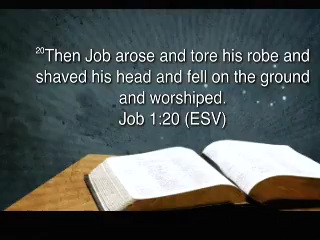 20Then Job arose and tore his robe and
shaved his head and fell on the ground
and worshiped.
Job 1:20 (ESV)